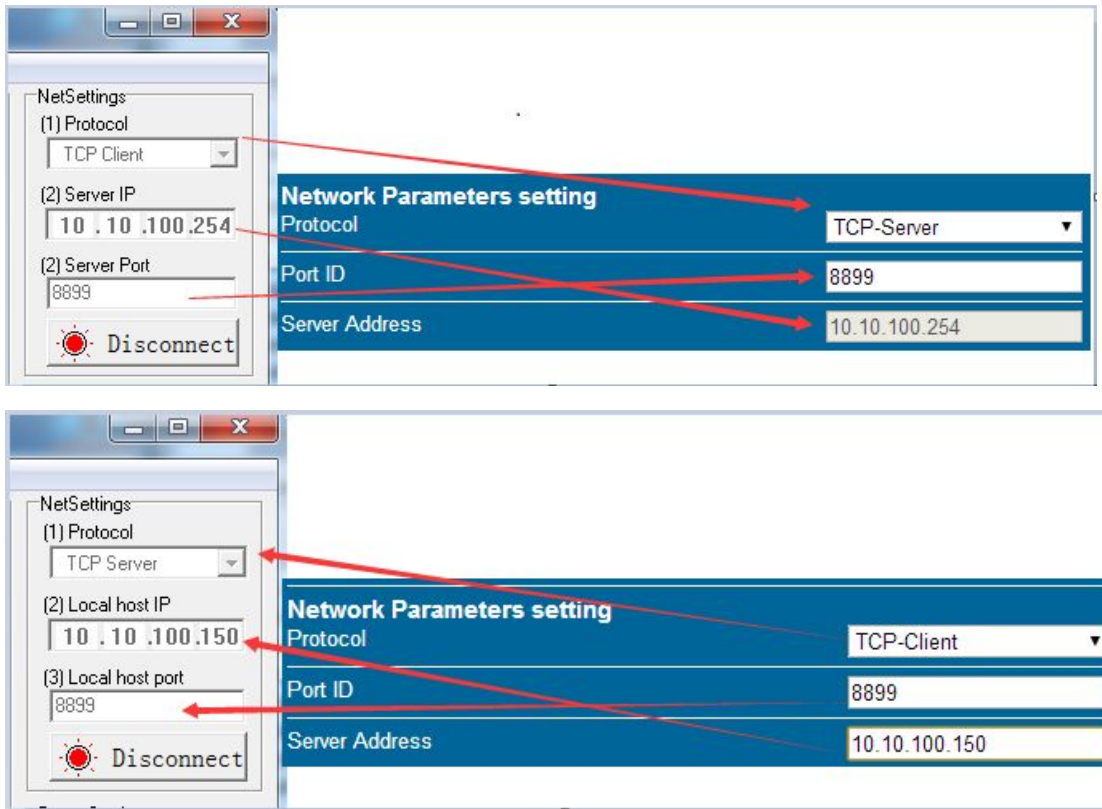 NetSettings
(1) Protocol
TCP Client
(2) Server IP
10 . 10 .100.254
(2) Server Port
8899
Disconnect
Network Parameters setting
Protocol
TCP-Server
Port ID
8899
Server Address
10.10.100.254
NetSettings
(1) Protocol
TCP Server
(2) Local host IP
10 . 10 .100.150
(3) Local host port
8899
Disconnect
Network Parameters setting
Protocol
TCP-Client
Port ID
8899
Server Address
10.10.100.150